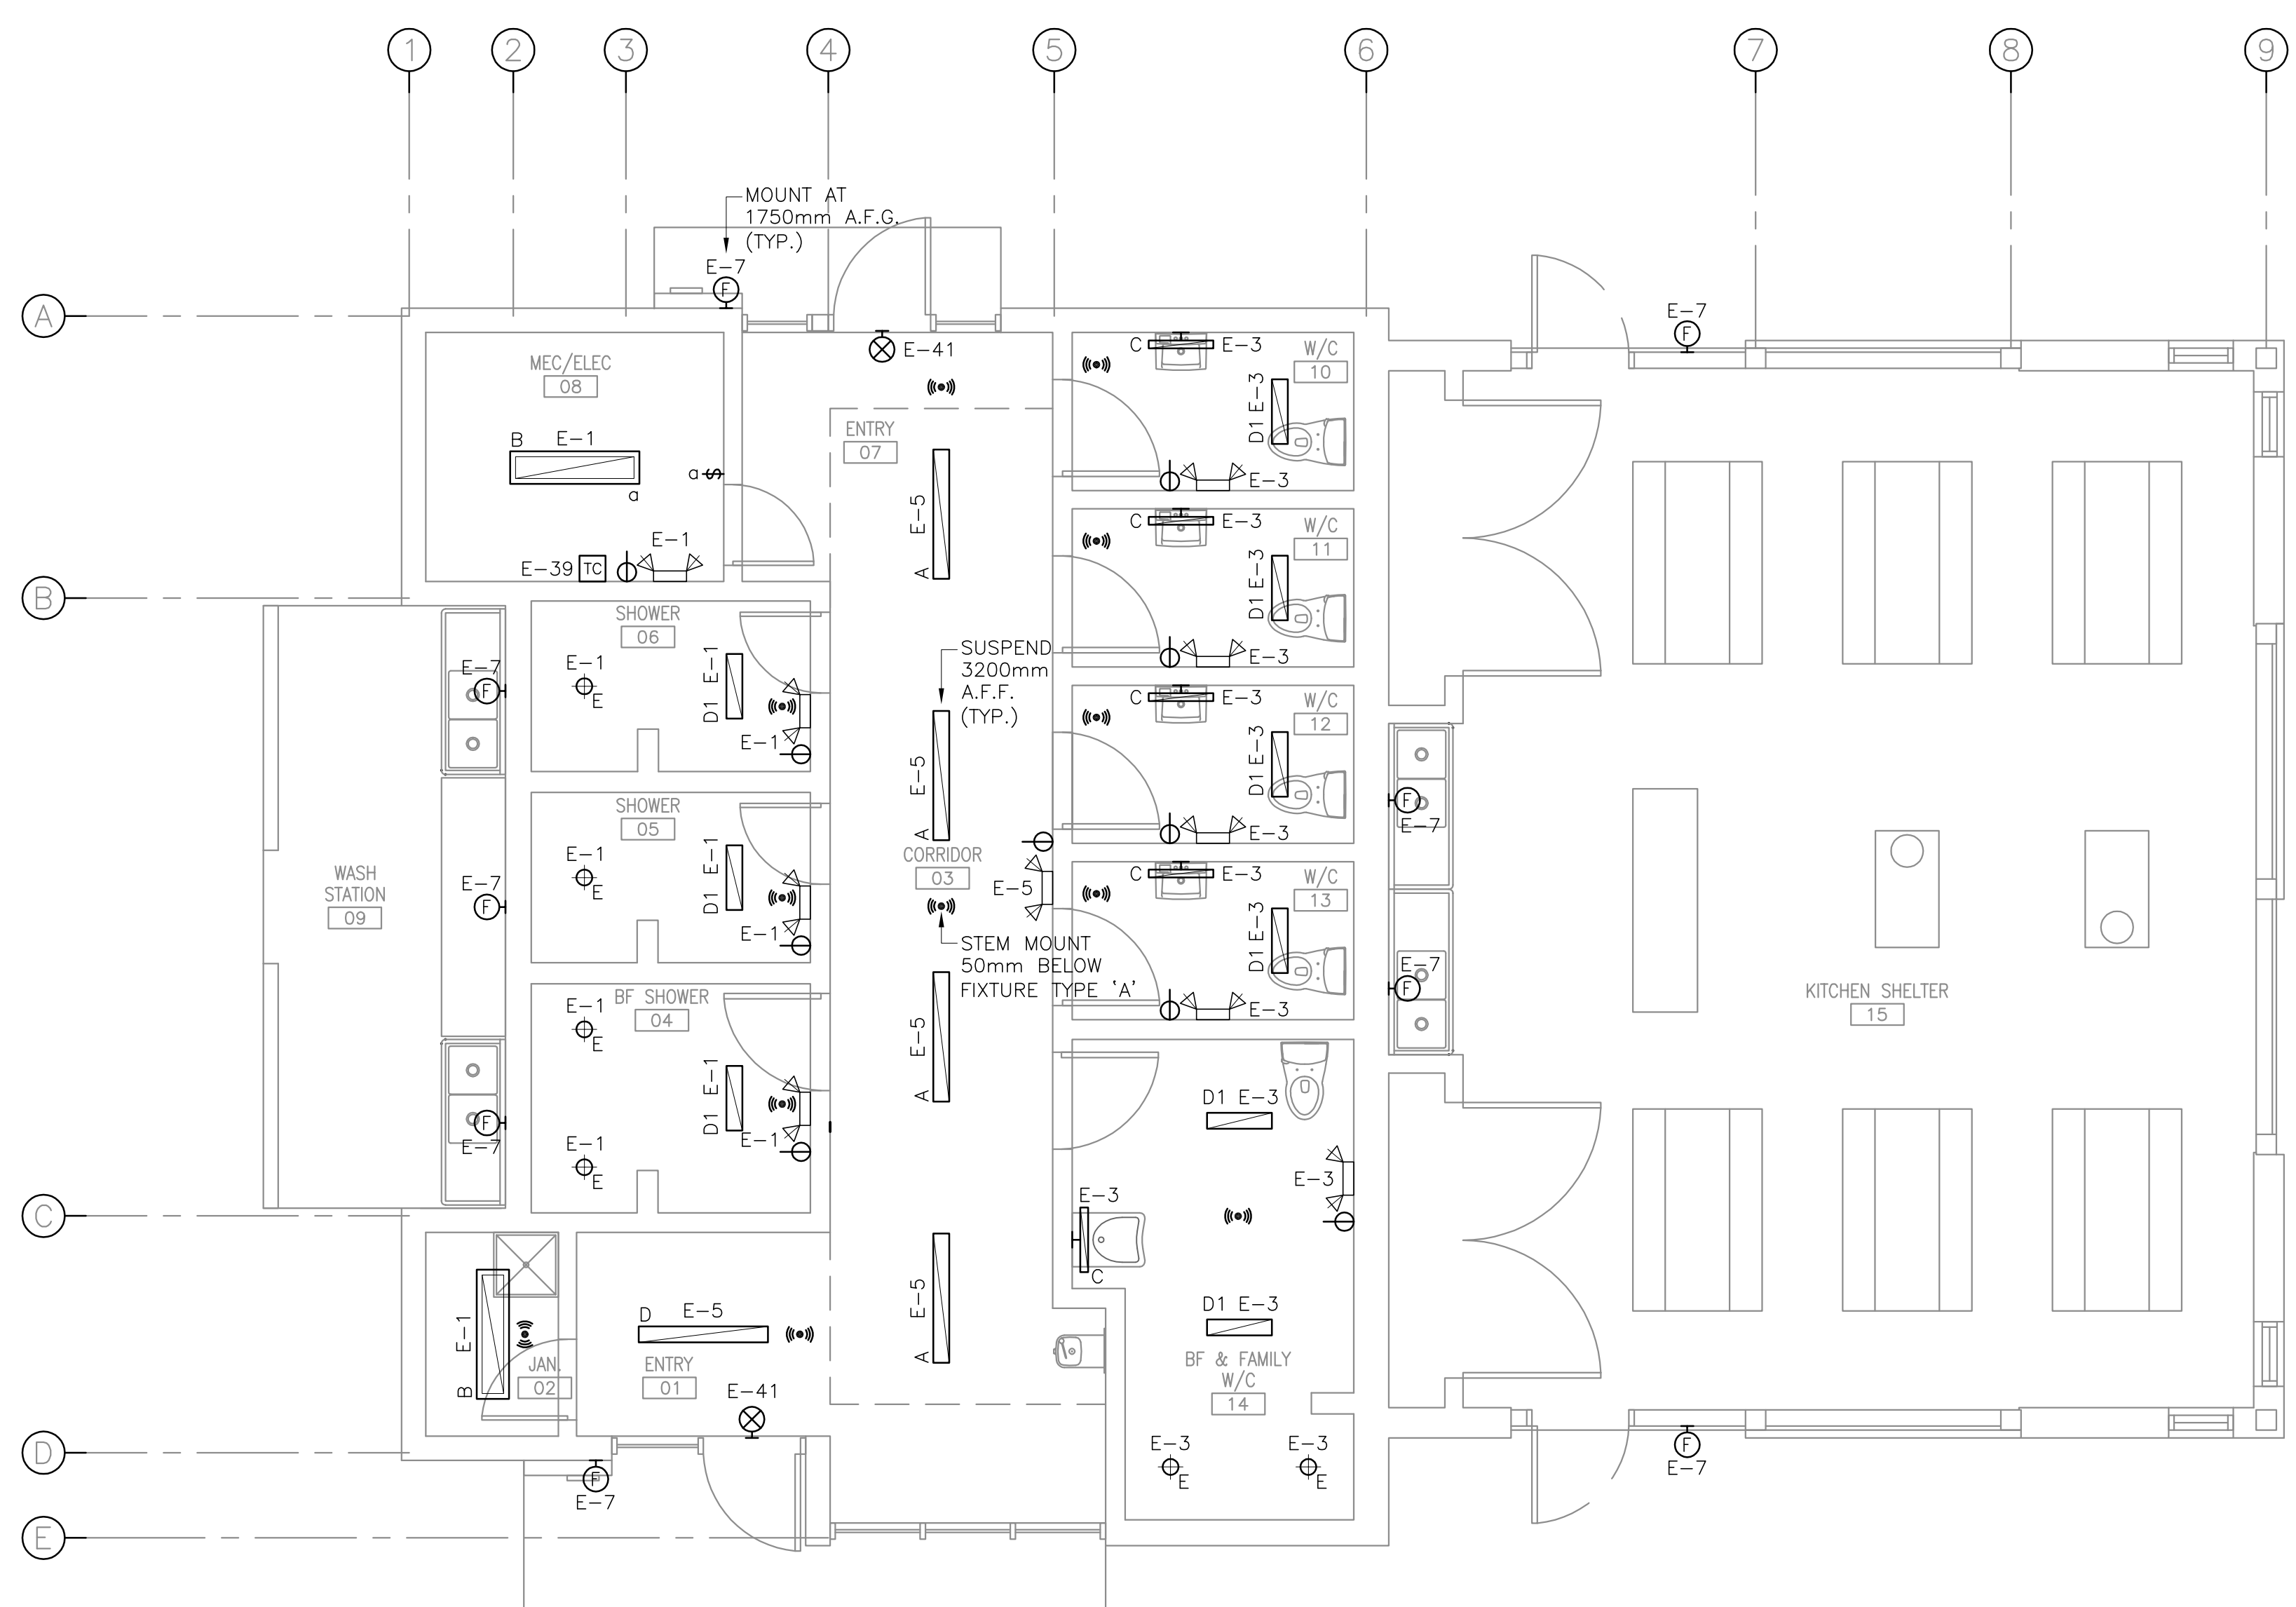 1 2 3 4 5 6 7 8 9
MOUNT AT
1750mm A.F.G.
(TYP.)
E-7
F
A
E-7
F
E-41
MEC/ELEC
08
B E-1
a
a $
E-1
E-39 TC
ENTRY
07
E-5
A
C E-3
W/C
10
D1 E-3
E-3
C E-3
W/C
11
D1 E-3
E-3
B
SHOWER
06
E-1
E
D1 E-1
E-1
E-7
F
SUSPEND
3200mm
A.F.F.
(TYP.)
E-5
A
C E-3
W/C
12
D1 E-3
E-3
F
E-7
SHOWER
05
E-1
E
D1 E-1
E-1
WASH
STATION
09
E-7
F
CORRIDOR
03
E-5
STEM MOUNT
50mm BELOW
FIXTURE TYPE 'A'
C E-3
W/C
13
D1 E-3
E-3
E-7
F
KITCHEN SHELTER
15
BF SHOWER
04
E-1
E
E-1
E
D1 E-1
E-1
F
E-7
E-5
A
D1 E-3
E-3
E-3
C
C
E-1
B
JAN.
02
D E-5
ENTRY
01
E-41
E-5
A
D1 E-3
BF & FAMILY
W/C
14
E-3
E
E-3
E
D
F
E-7
F
E-7
E